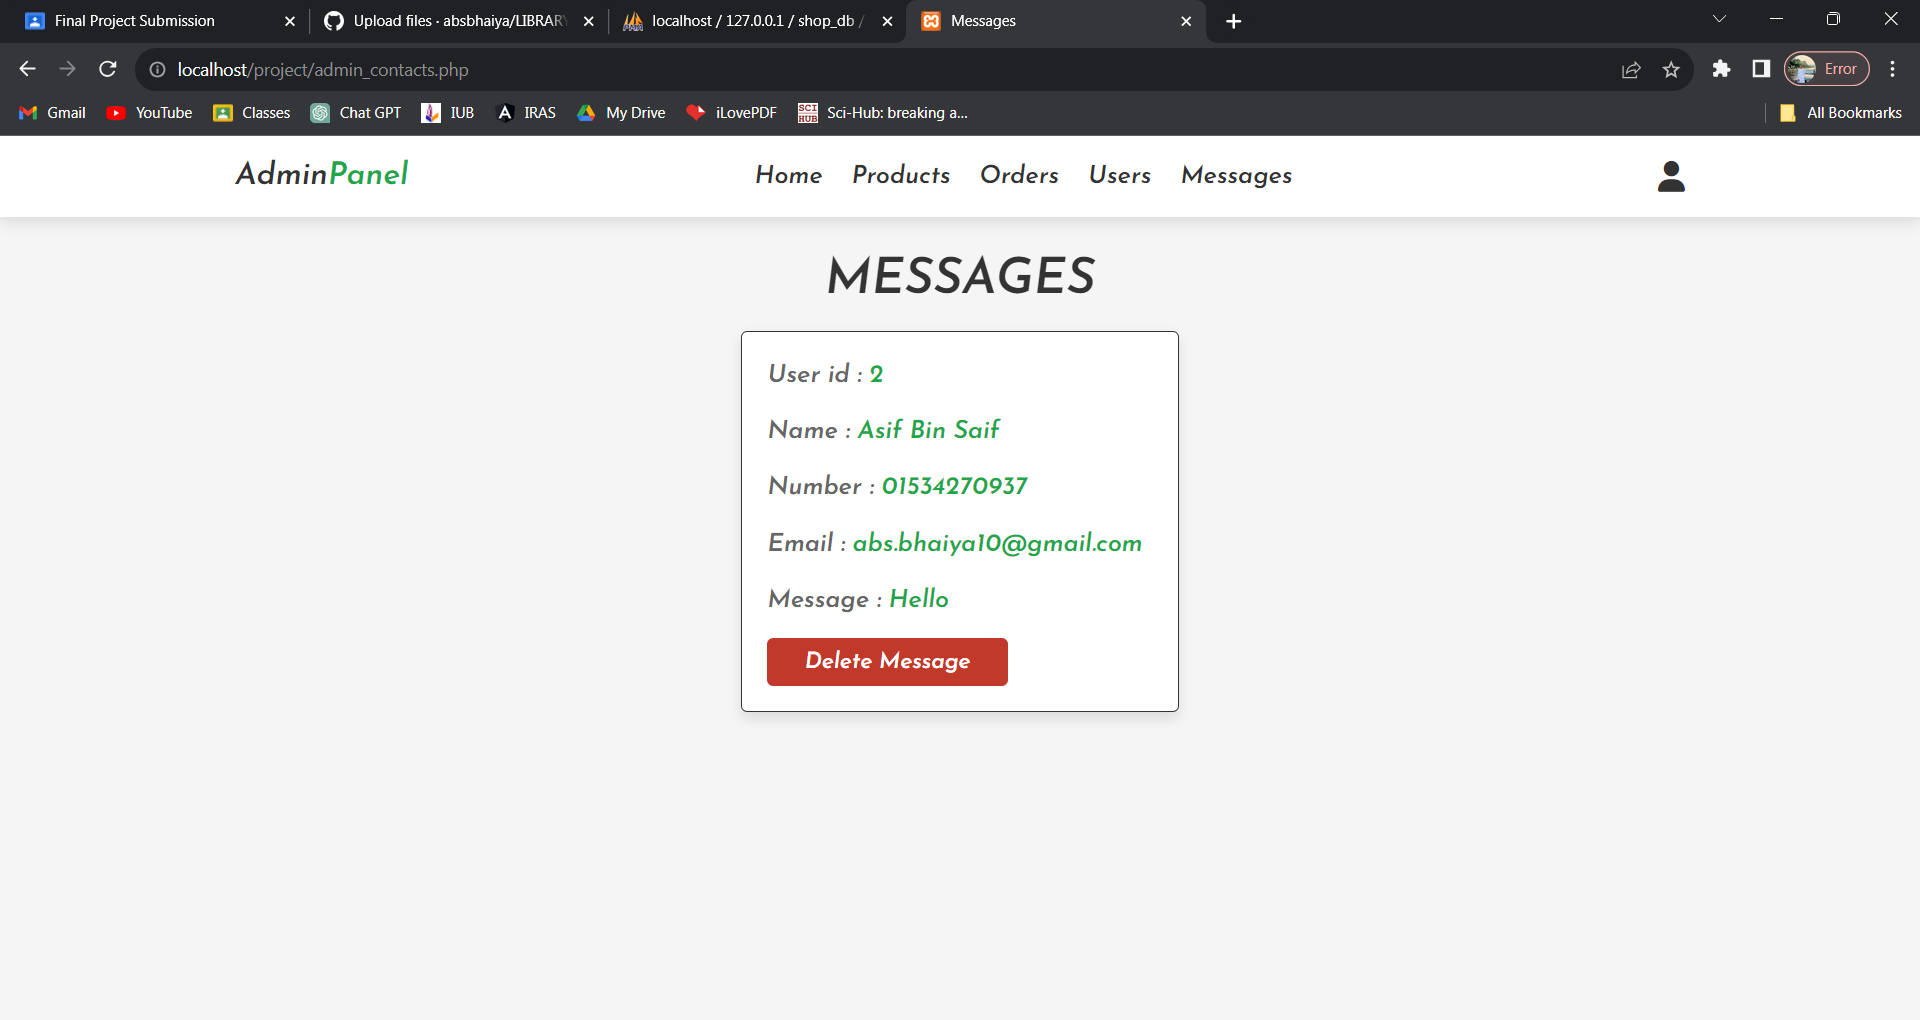 Final Project Submission
Upload files · absbhaiya/LIBRARY
localhost / 127.0.0.1 / shop_db /
Messages
localhost/project/admin_contacts.php
Error
Gmail
YouTube
Classes
Chat GPT
IUB
IRAS
My Drive
iLovePDF
SCI HUB
Sci-Hub: breaking a...
All Bookmarks
AdminPanel
Home
Products
Orders
Users
Messages
MESSAGES
User id : 2
Name : Asif Bin Saif
Number : 01534270937
Email : abs.bhaiya10@gmail.com
Message : Hello
Delete Message